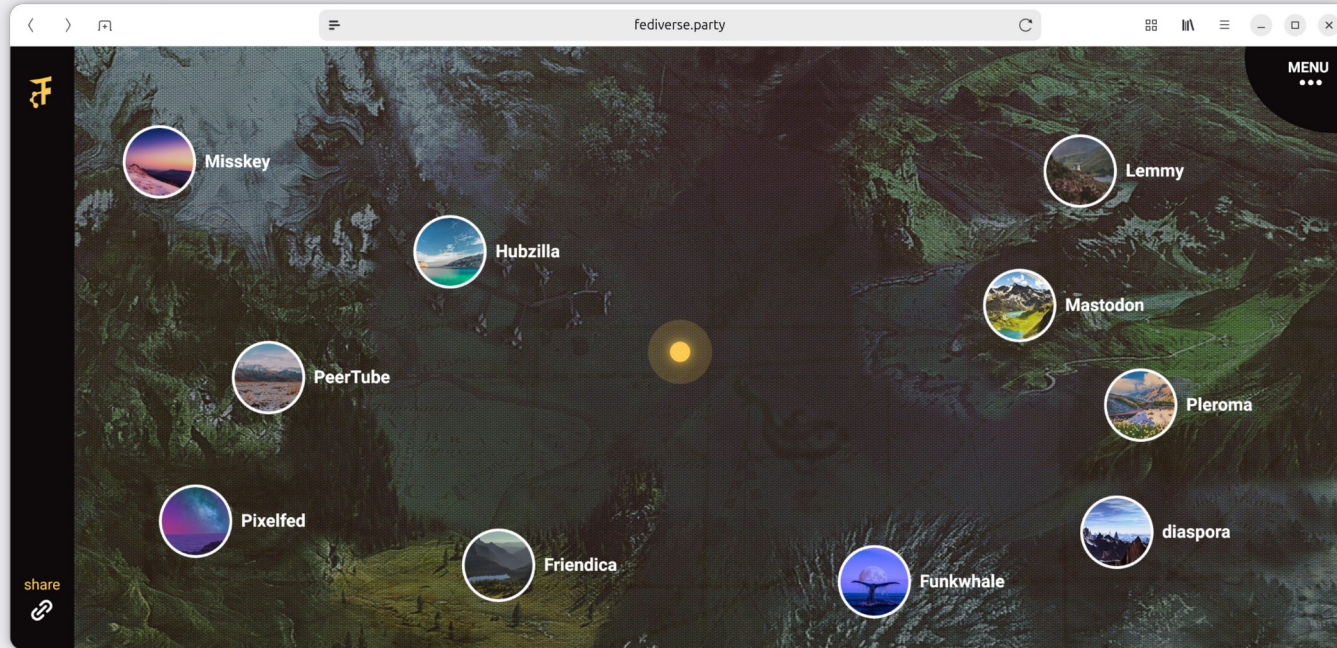 fediverse.party
MENU
Misskey
Lemmy
Hubzilla
Mastodon
PeerTube
Pleroma
Pixelfed
diaspora
Friendica
Funkwhale
share